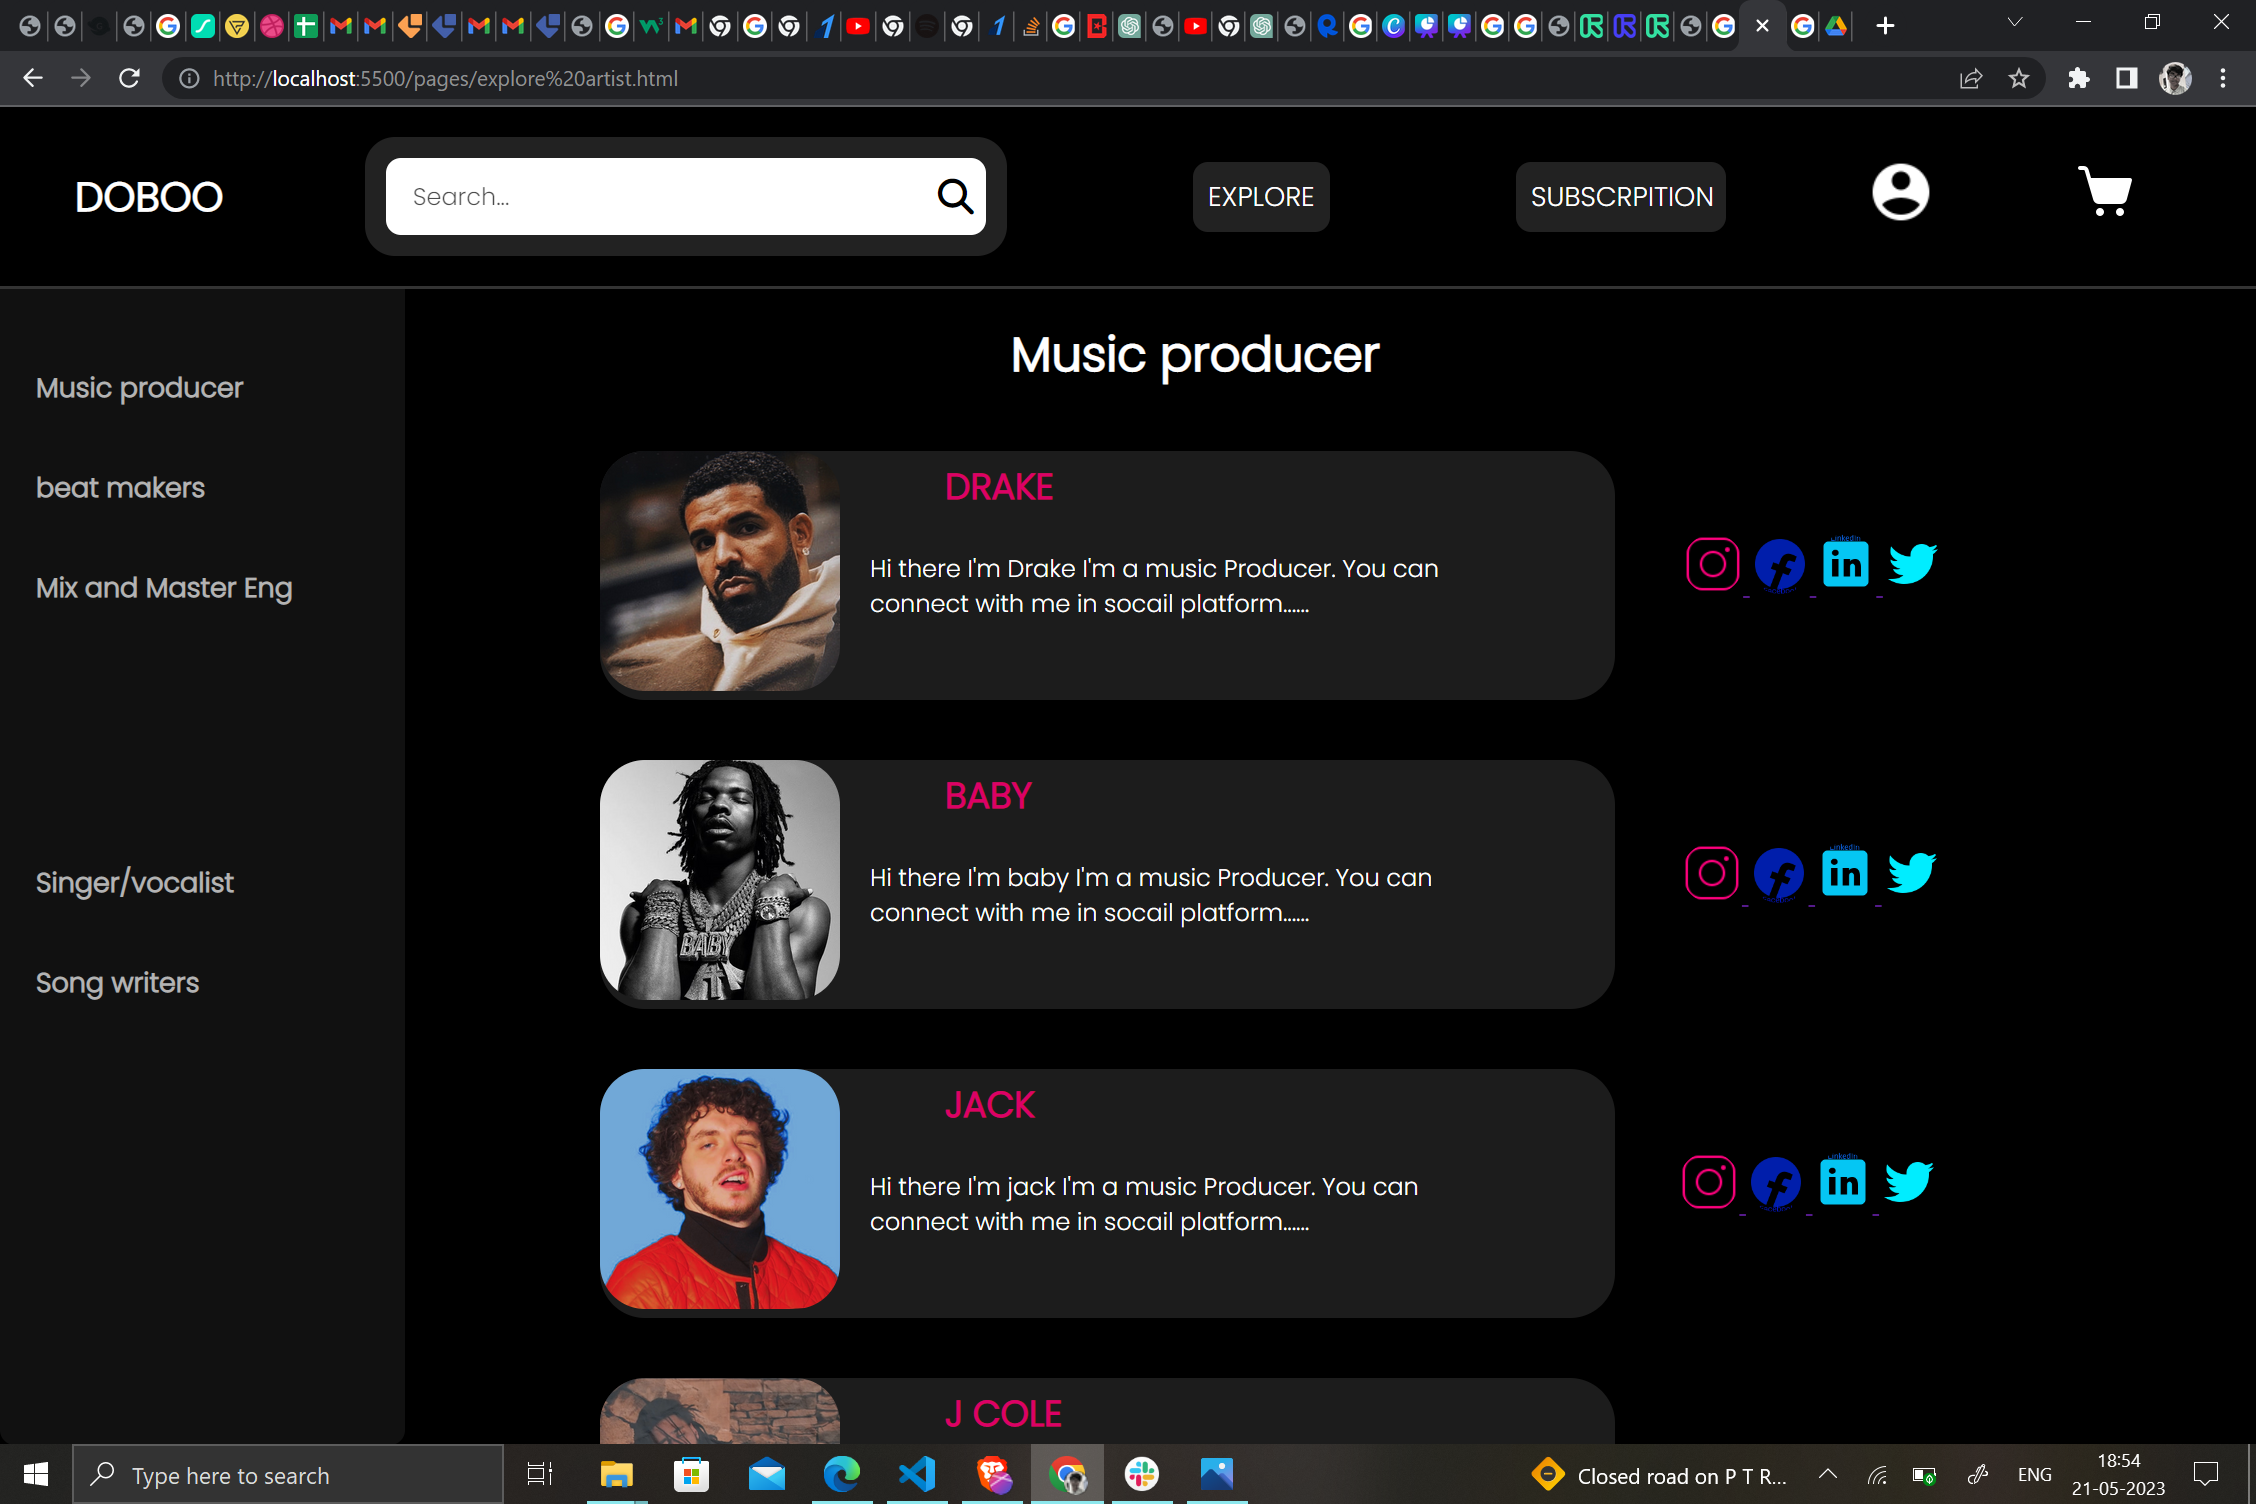 http://localhost:5500/pages/explore%20artist.html
DOBOO
Search...
EXPLORE
SUBSCRPITION
Music producer
beat makers
Mix and Master Eng
Singer/vocalist
Song writers
Music producer
DRAKE
Hi there I'm Drake I'm a music Producer. You can
connect with me in socail platform......
LinkedIn
BABY
Hi there I'm baby I'm a music Producer. You can
connect with me in socail platform......
BABY
LinkedIn
JACK
Hi there I'm jack I'm a music Producer. You can
connect with me in socail platform......
LinkedIn
J COLE
Type here to search
Closed road on P T R...
ENG
18:54
21-05-2023